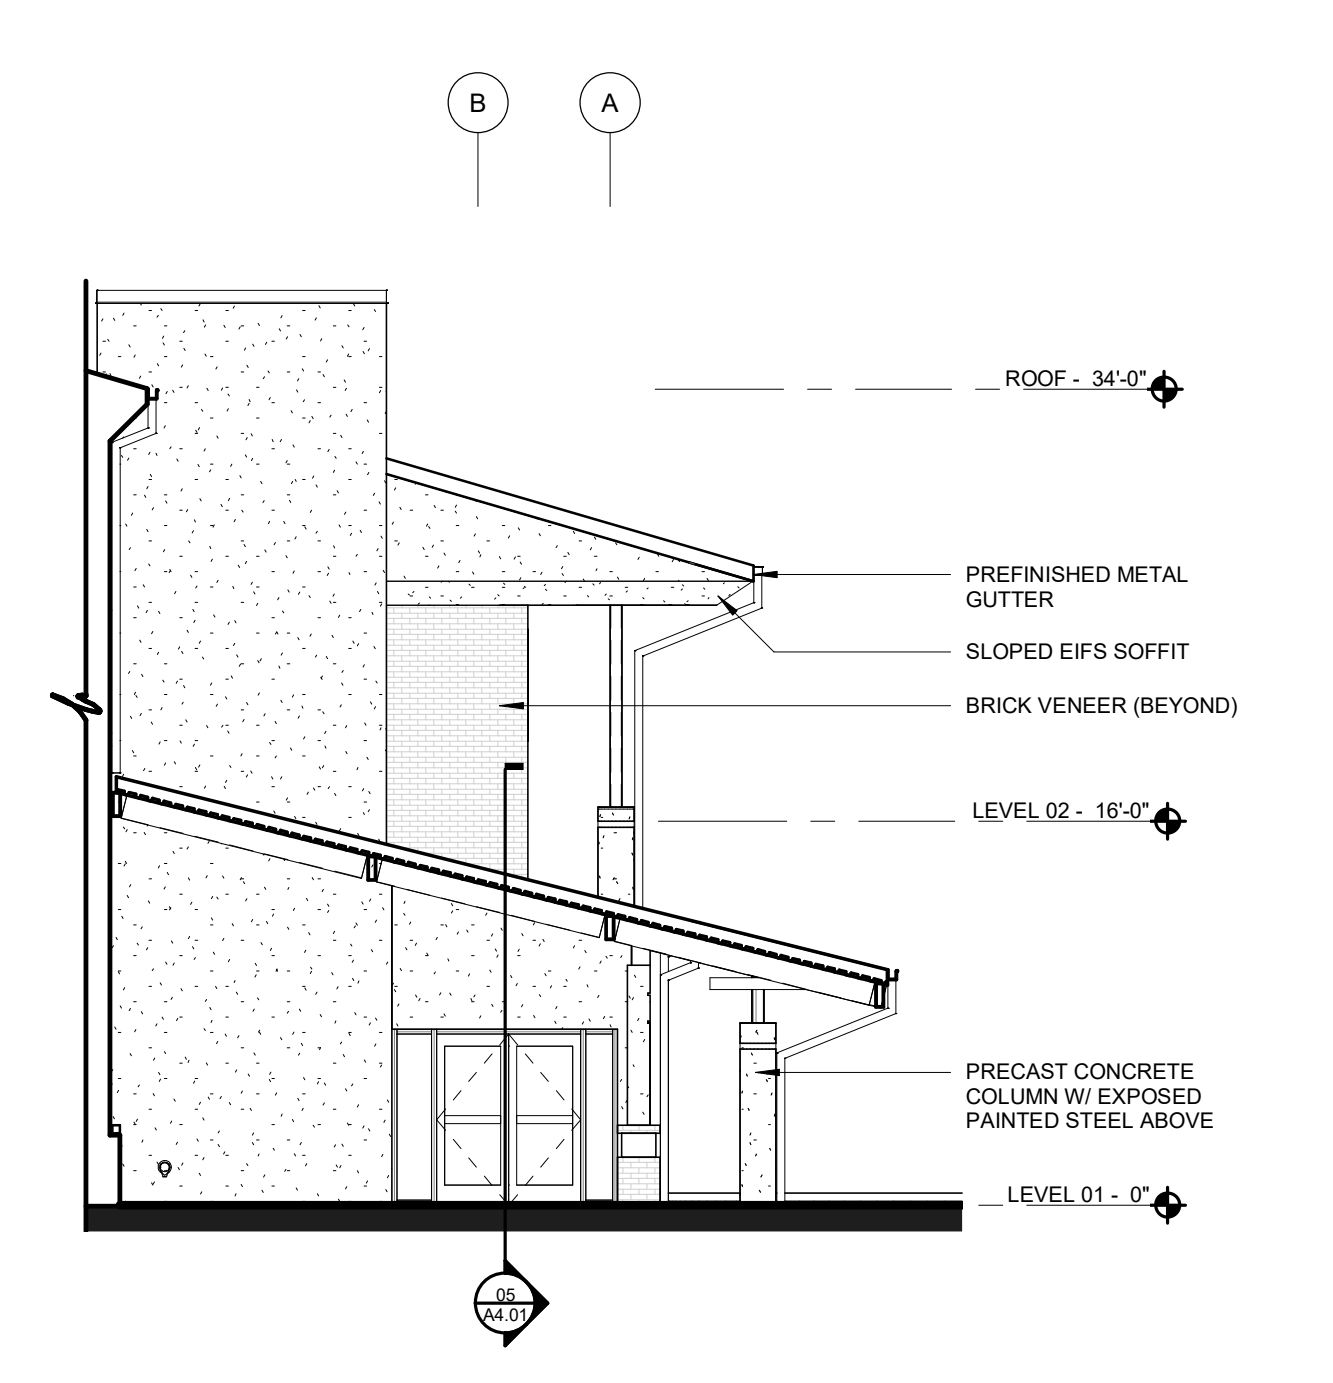 B
A
ROOF - 34'-0"
PREFINISHED METAL
GUTTER
SLOPED EIFS SOFFIT
BRICK VENEER (BEYOND)
LEVEL 02 - 16'-0"
PRECAST CONCRETE
COLUMN W/ EXPOSED
PAINTED STEEL ABOVE
LEVEL 01 - 0"
05
A4.01